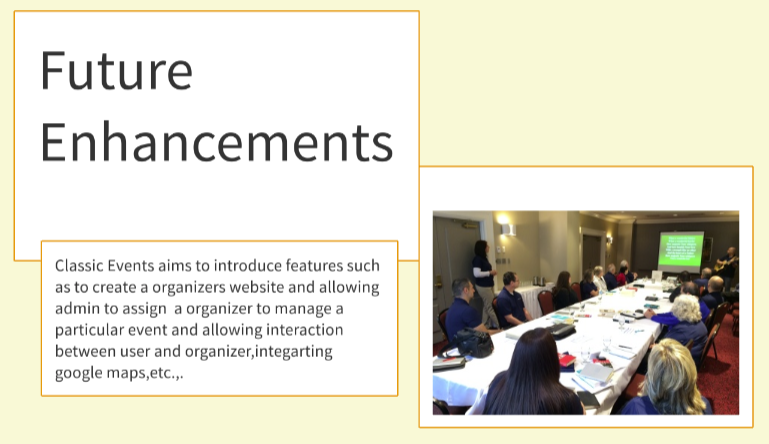 Future
Enhancements
Classic Events aims to introduce features such
as to create a organizers website and allowing
admin to assign  a organizer to manage a
particular event and allowing interaction
between user and organizer,integarting
google maps,etc.,.